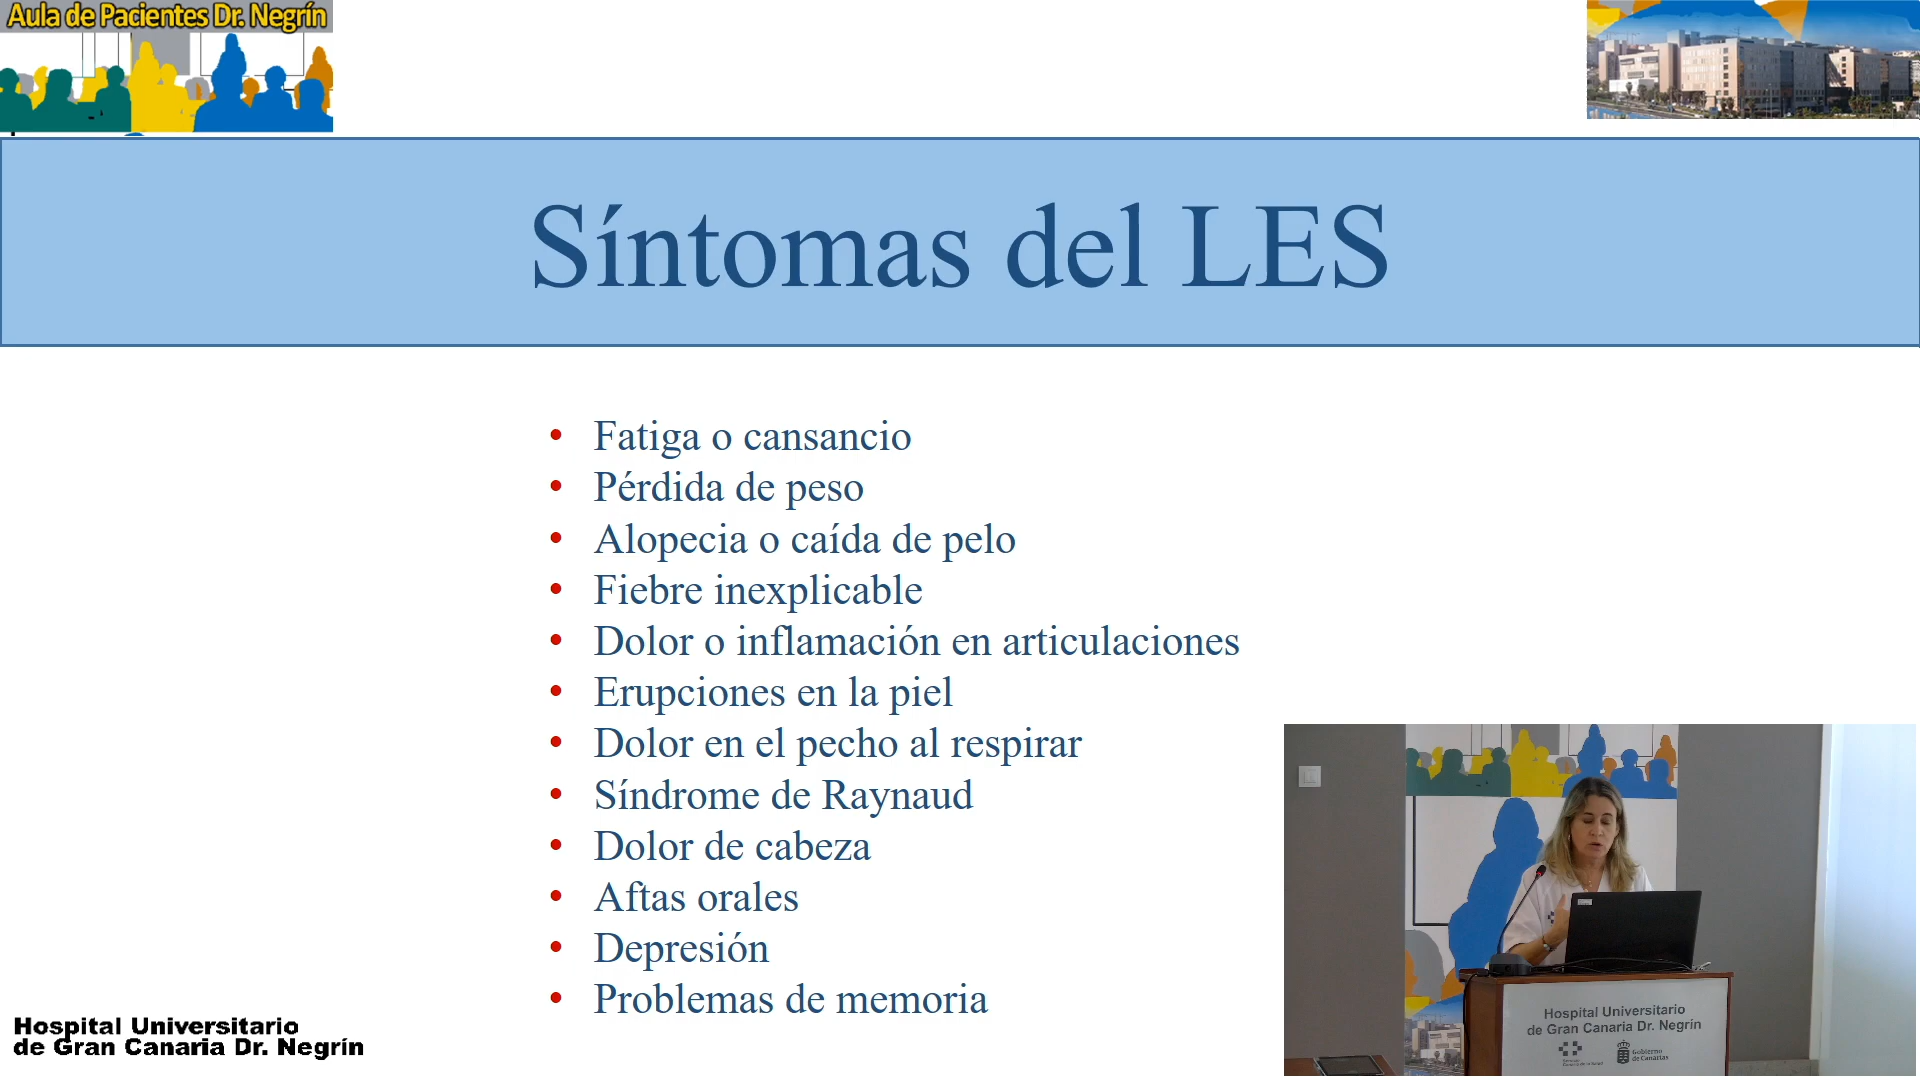 Aula de Pacientes Dr. Negrín
Síntomas del LES
• Fatiga o cansancio
• Pérdida de peso
• Alopecia o caída de pelo
• Fiebre inexplicable
• Dolor o inflamación en articulaciones
• Erupciones en la piel
• Dolor en el pecho al respirar
• Síndrome de Raynaud
• Dolor de cabeza
• Aftas orales
• Depresión
• Problemas de memoria
Hospital Universitario
de Gran Canaria Dr. Negrín
Hospital Universitario
de Gran Canaria Dr. Negrín
Gobierno
de Canarias